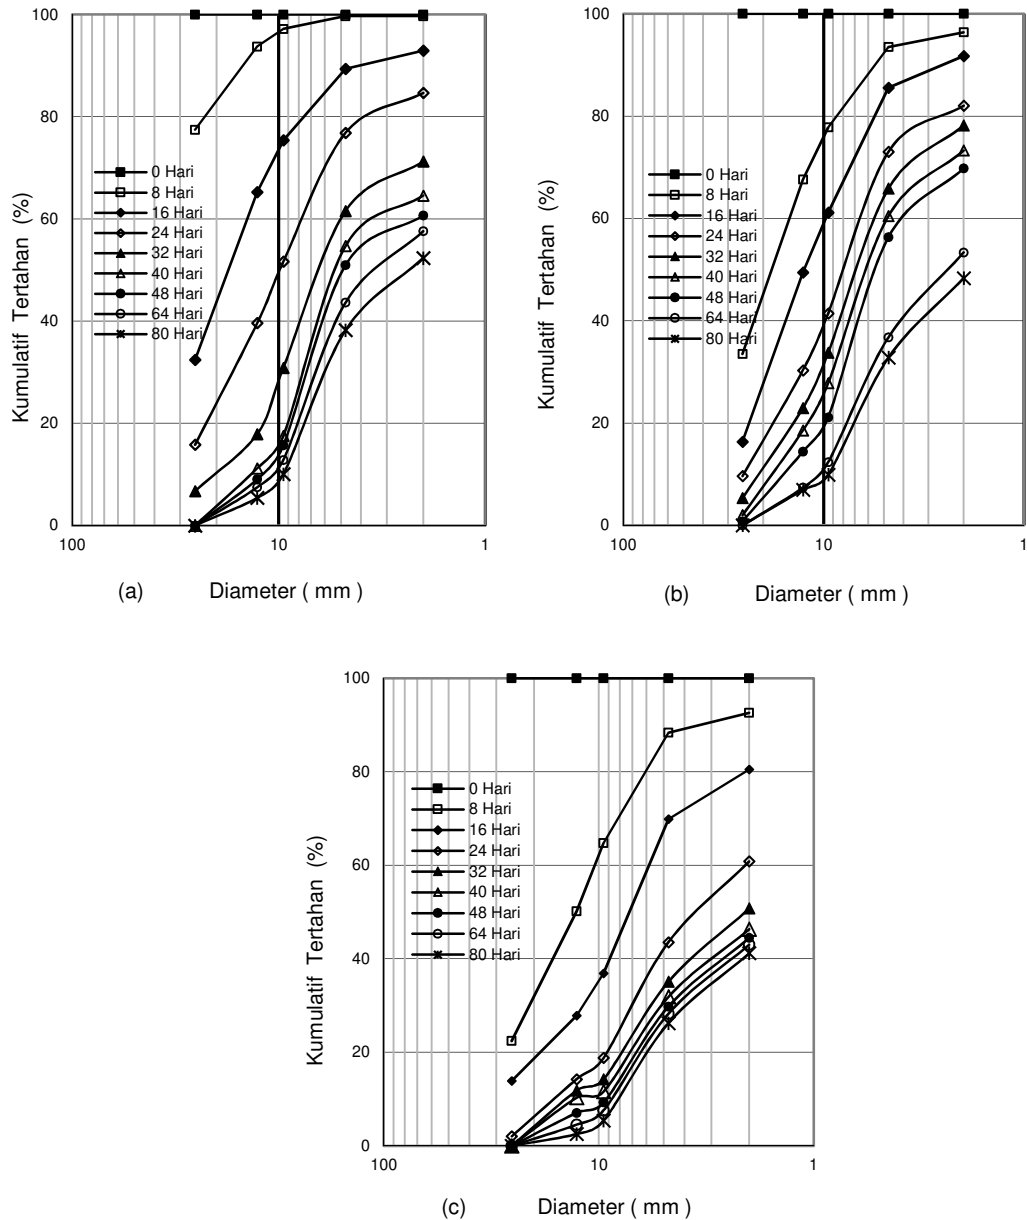 100
80
60
40
20
0
Kumulatif Tertahan (%)
0 Hari
8 Hari
16 Hari
24 Hari
32 Hari
40 Hari
48 Hari
64 Hari
80 Hari
100
10
1
(a)
Diameter ( mm )
100
80
60
40
20
0
Kumulatif Tertahan (%)
0 Hari
8 Hari
16 Hari
24 Hari
32 Hari
40 Hari
48 Hari
64 Hari
80 Hari
100
10
1
(b)
Diameter ( mm )
100
80
60
40
20
0
Kumulatif Tertahan (%)
0 Hari
8 Hari
16 Hari
24 Hari
32 Hari
40 Hari
48 Hari
64 Hari
80 Hari
100
10
1
(c)
Diameter ( mm )